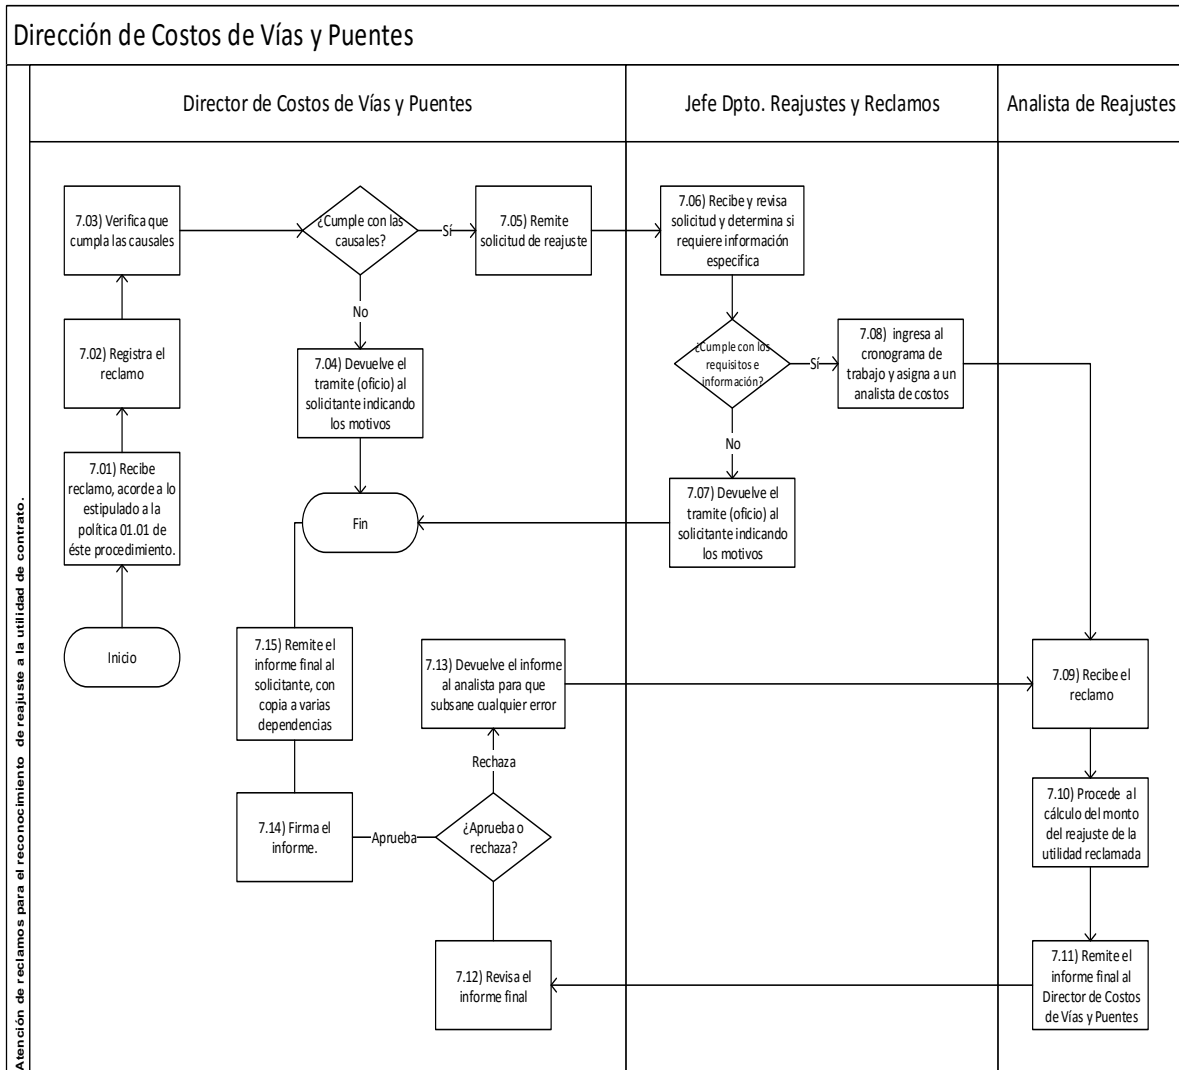 Dirección de Costos de Vías y Puentes
Atención de reclamos para el reconocimiento de reajuste a la utilidad de contrato.
Director de Costos de Vías y Puentes
Jefe Dpto. Reajustes y Reclamos
Analista de Reajustes
7.03) Verifica que
cumpla las causales
¿Cumple con las
causales?
Sí
7.05) Remite
solicitud de reajuste
7.06) Recibe y revisa
solicitud y determina si
requiere información
especifica
No
7.02) Registra el
reclamo
7.04) Devuelve el
tramite (oficio) al
solicitante indicando
los motivos
¿Cumple con los
requisitos e
información?
Sí
7.08) ingresa al
cronograma de
trabajo y asigna a un
analista de costos
No
7.01) Recibe
reclamo, acorde a lo
estipulado a la
política 01.01 de
éste procedimiento.
Fin
7.07) Devuelve el
tramite (oficio) al
solicitante indicando
los motivos
Inicio
7.15) Remite el
informe final al
solicitante, con
copia a varias
dependencias
7.13) Devuelve el informe
al analista para que
subsane cualquier error
7.09) Recibe el
reclamo
Rechaza
7.14) Firma el
informe.
Aprueba
¿Aprueba o
rechaza?
7.10) Procede al
cálculo del monto
del reajuste de la
utilidad reclamada
7.12) Revisa el
informe final
7.11) Remite el
informe final al
Director de Costos
de Vías y Puentes